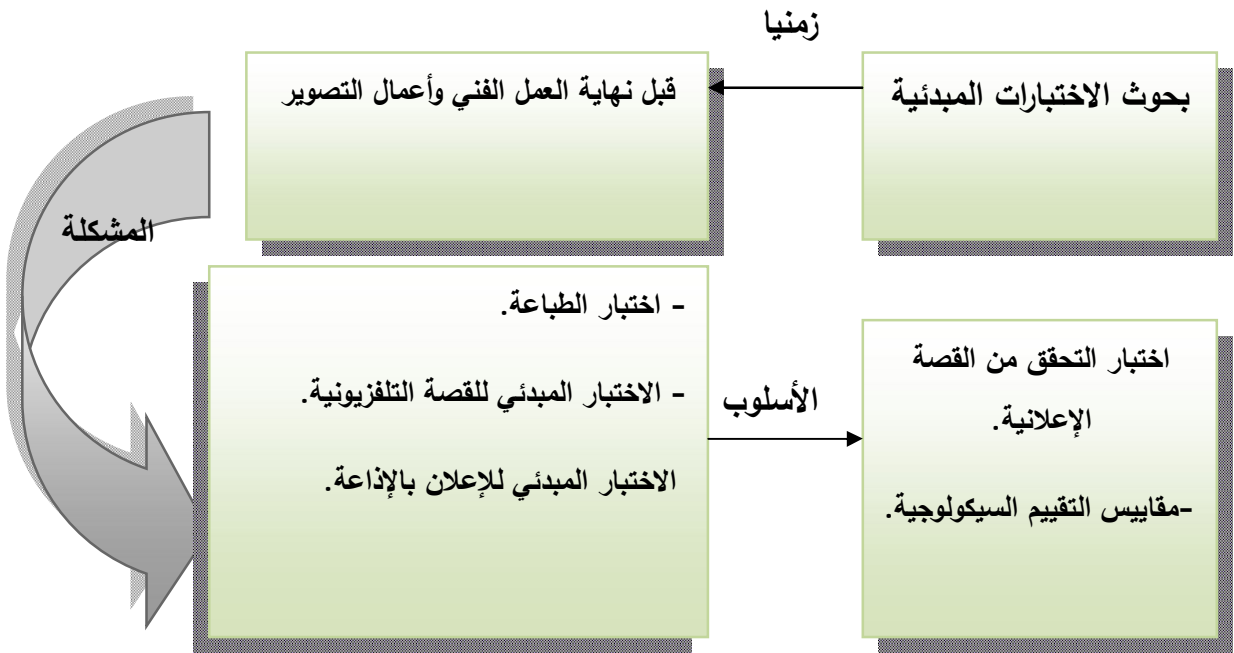 زمنيا
بحوث الاختبارات المبدئية
قبل نهاية العمل الفني وأعمال التصوير
المشكلة
- اختبار الطباعة.
- الاختبار المبدئي للقصة التلفزيونية.
الاختبار المبدئي للإعلان بالإذاعة.
الأسلوب
اختبار التحقق من القصة
الإعلانية.
-مقاييس التقييم السيكولوجية.